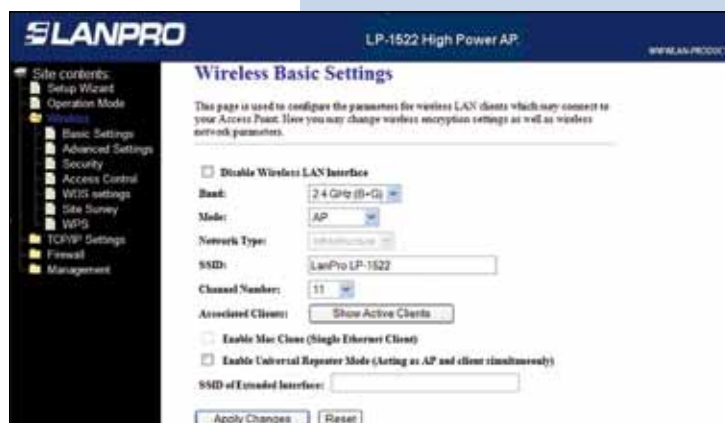 LANPRO
LP-1522 High Power AP.
Site contents:
Setup Wizard
Operation Mode
Wireless
Basic Settings
Advanced Settings
Security
Access Control
WDS settings
Site Survey
WPS
TCP/IP Settings
Firewall
Management
Wireless Basic Settings
This page is used to configure the parameters for wireless LAN clients which may connect to
your Access Point. Here you may change wireless encryption settings as well as wireless
network parameters.
Disable Wireless LAN Interface
Band: 2.4 GHz (B+G)
Mode: AP
Network Type: Infrastructure
SSID: LanPro LP-1522
Channel Number: 11
Associated Clients: Show Active Clients
Enable Mac Clone (Single Ethernet Client)
Enable Universal Repeater Mode (Acting as AP and client simultaneously)
SSID of Extended Interface:
Apply Changes Reset